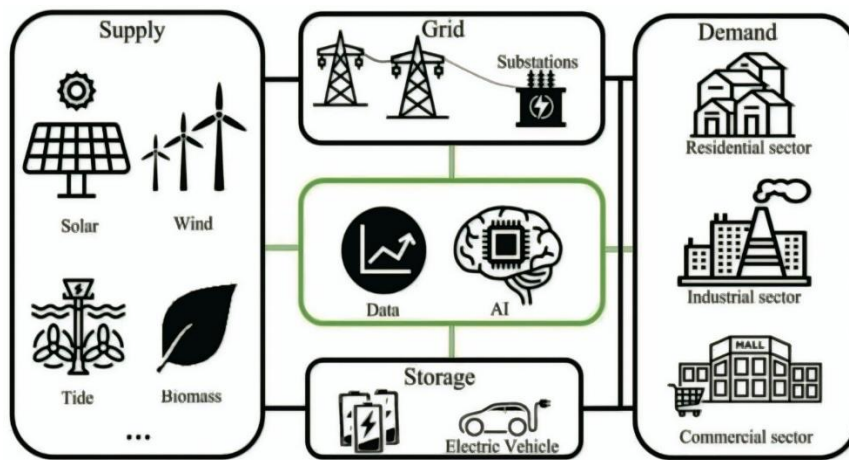 Supply
Solar
Wind
Tide
Biomass
...
Grid
Substations
Data
AI
Storage
Electric Vehicle
Demand
Residential sector
Industrial sector
MALL
Commercial sector